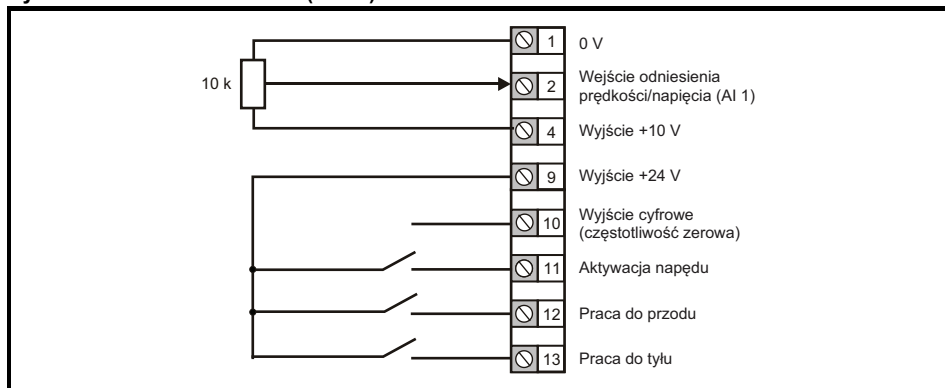 1 0 V
10 k
2 Wejście odniesienia
prędkości/napięcia (AI 1)
4 Wyjście +10 V
9 Wyjście +24 V
10 Wyjście cyfrowe
(częstotliwość zerowa)
11 Aktywacja napędu
12 Praca do przodu
13 Praca do tyłu